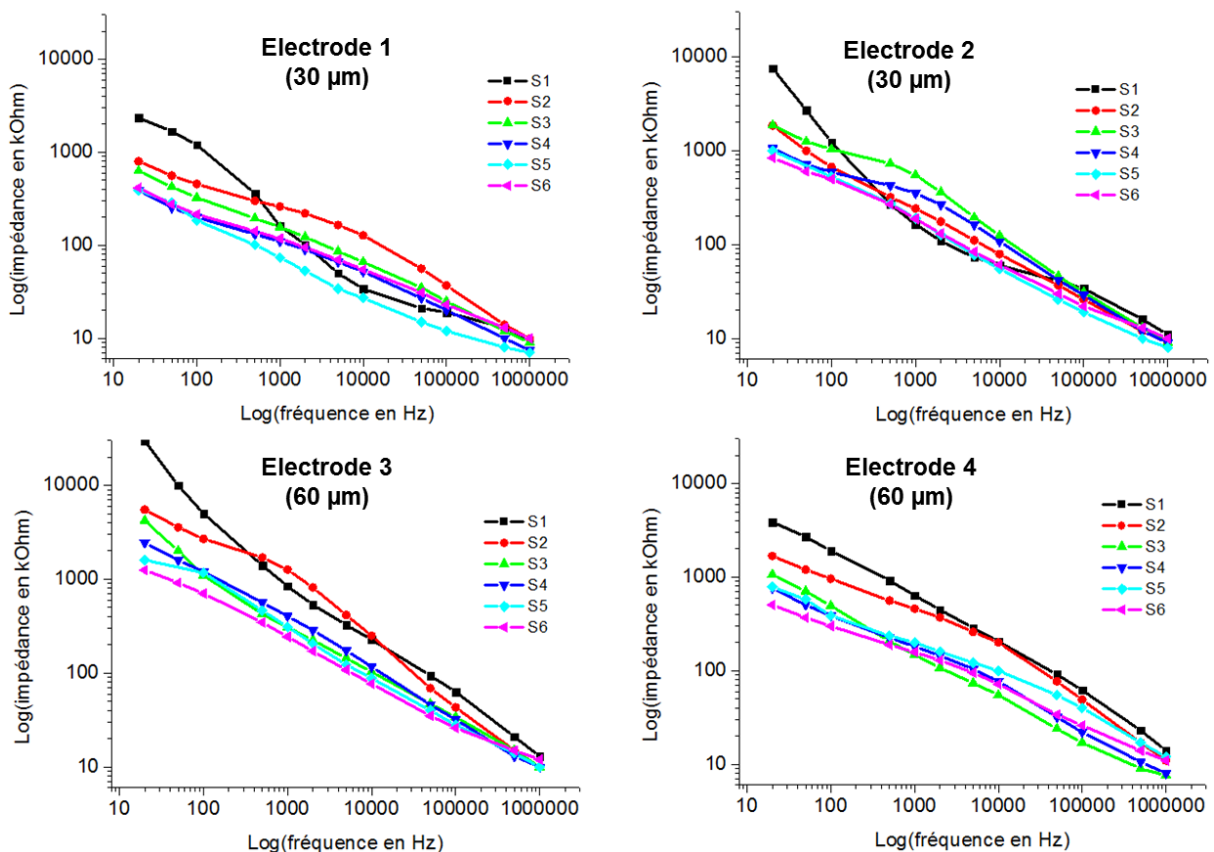 Electrode 1
(30 µm)
Log(impédance en kOhm)
10000
1000
100
10
S1
S2
S3
S4
S5
S6
10 100 1000 10000 100000 1000000
Log(fréquence en Hz)
Electrode 2
(30 µm)
Log(impédance en kOhm)
10000
1000
100
10
S1
S2
S3
S4
S5
S6
10 100 1000 10000 100000 1000000
Log(fréquence en Hz)
Electrode 3
(60 µm)
Log(impédance en kOhm)
10000
1000
100
10
S1
S2
S3
S4
S5
S6
10 100 1000 10000 100000 1000000
Log(fréquence en Hz)
Electrode 4
(60 µm)
Log(impédance en kOhm)
10000
1000
100
10
S1
S2
S3
S4
S5
S6
10 100 1000 10000 100000 1000000
Log(fréquence en Hz)